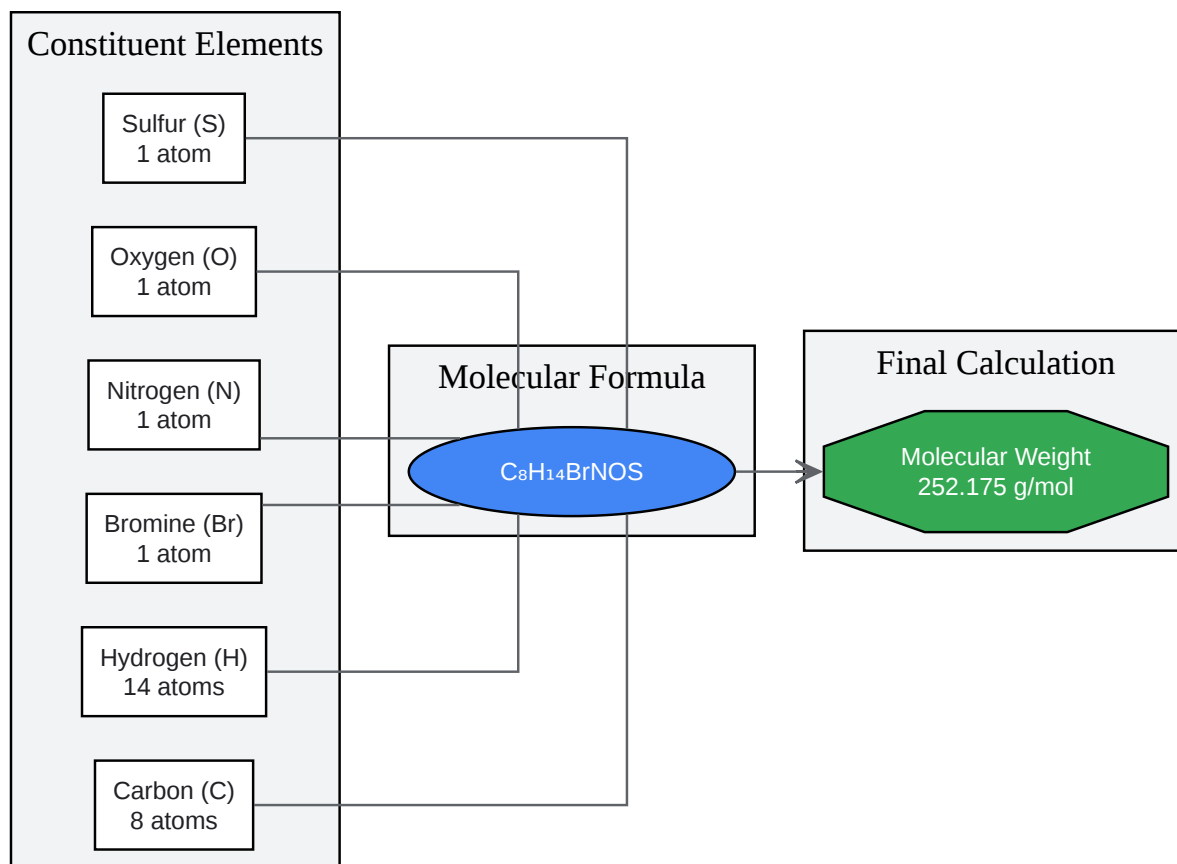 Constituent Elements
Sulfur (S)
1 atom
Oxygen (O)
1 atom
Nitrogen (N)
1 atom
Bromine (Br)
1 atom
Hydrogen (H)
14 atoms
Carbon (C)
8 atoms
Molecular Formula
C₈H₁₄BrNOS
Final Calculation
Molecular Weight
252.175 g/mol